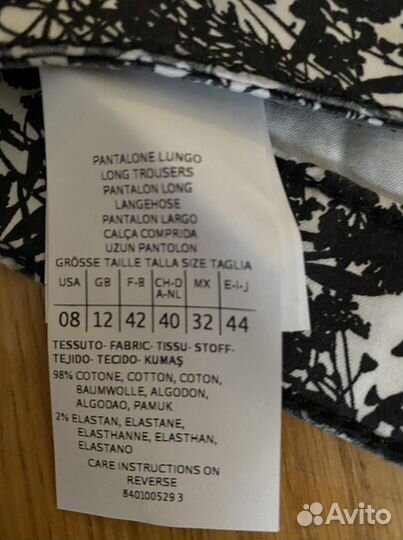 PANTALONE LUNGO
LONG TROUSERS
PANTALON LONG
LANGEHOSE
PANTALON LARGO
CALÇA COMPRIDA
UZUN PANTOLON
GRÖSSE TAILLE TALLA SIZE TAGLIA
USA GB F-B CH-D A-NL MX E-I-J
08 12 42 40 32 44
TESSUTO- FABRIC- TISSU- STOFF-
TEJIDO- TECIDO- KUMAŞ
98% COTONE, COTTON, COTON,
BAUMWOLLE, ALGODON,
ALGODAO, PAMUK
2% ELASTAN, ELASTANE,
ELASTHANNE, ELASTHAN,
ELASTANO
CARE INSTRUCTIONS ON
REVERSE
840100529 3
Avito